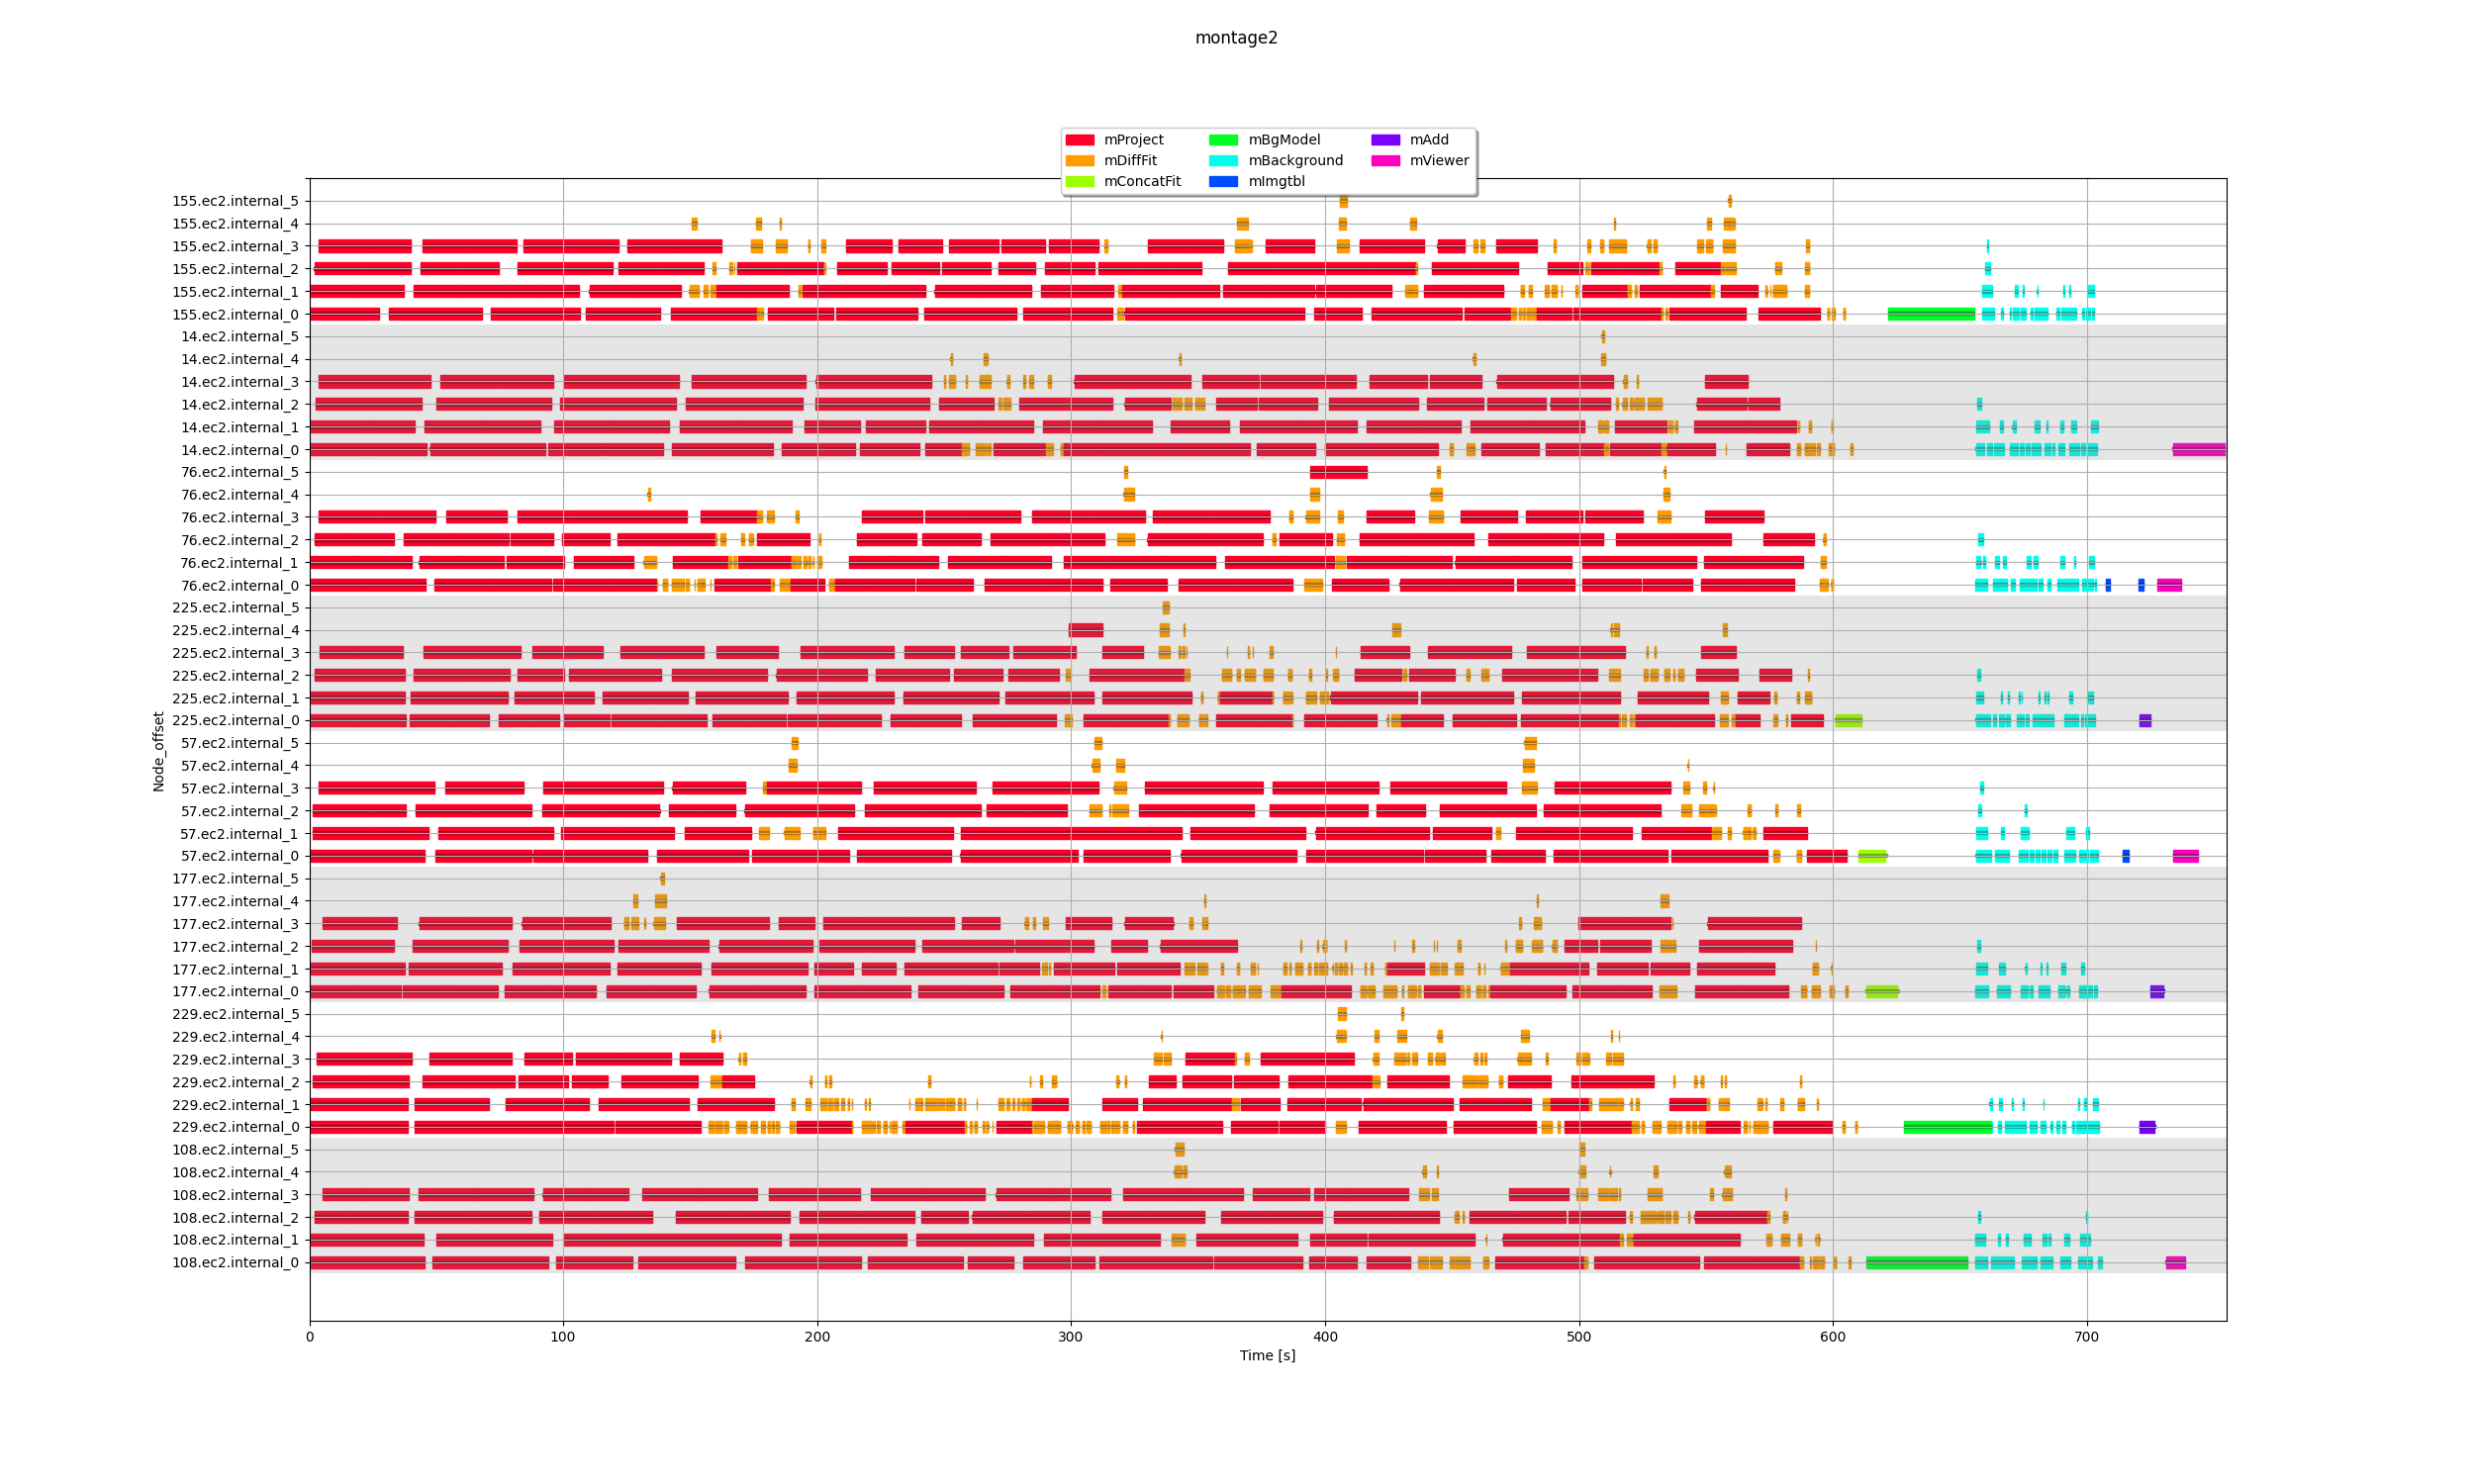 montage2
mProject mBgModel mAdd
mDiffFit mBackground mViewer
mConcatFit mImgtbl
155.ec2.internal_5
155.ec2.internal_4
155.ec2.internal_3
155.ec2.internal_2
155.ec2.internal_1
155.ec2.internal_0
14.ec2.internal_5
14.ec2.internal_4
14.ec2.internal_3
14.ec2.internal_2
14.ec2.internal_1
14.ec2.internal_0
76.ec2.internal_5
76.ec2.internal_4
76.ec2.internal_3
76.ec2.internal_2
76.ec2.internal_1
76.ec2.internal_0
225.ec2.internal_5
225.ec2.internal_4
225.ec2.internal_3
225.ec2.internal_2
225.ec2.internal_1
225.ec2.internal_0
57.ec2.internal_5
57.ec2.internal_4
57.ec2.internal_3
57.ec2.internal_2
57.ec2.internal_1
57.ec2.internal_0
177.ec2.internal_5
177.ec2.internal_4
177.ec2.internal_3
177.ec2.internal_2
177.ec2.internal_1
177.ec2.internal_0
229.ec2.internal_5
229.ec2.internal_4
229.ec2.internal_3
229.ec2.internal_2
229.ec2.internal_1
229.ec2.internal_0
108.ec2.internal_5
108.ec2.internal_4
108.ec2.internal_3
108.ec2.internal_2
108.ec2.internal_1
108.ec2.internal_0
Node_offset
0 100 200 300 400 500 600 700
Time [s]